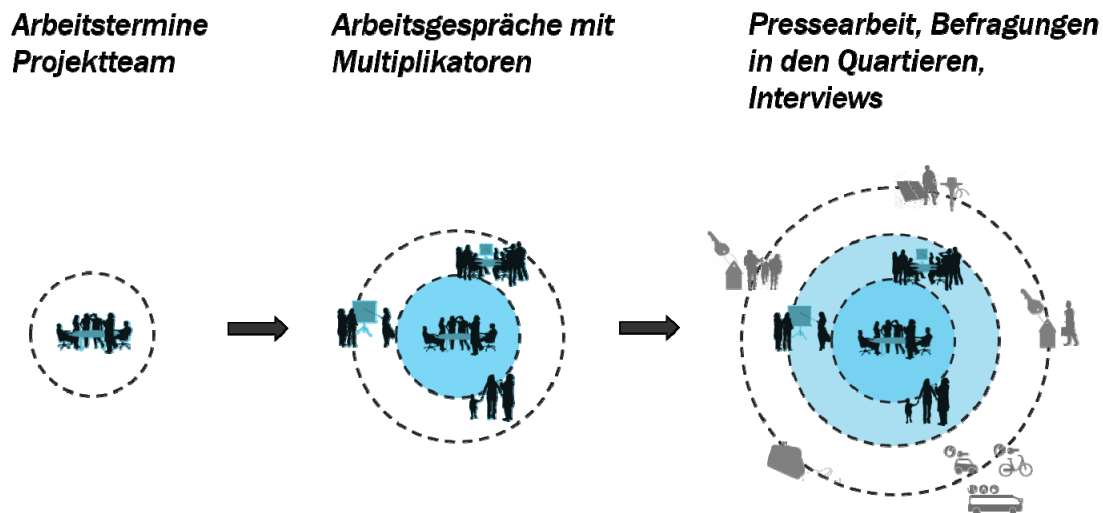 Arbeitstermine
Projektteam
Arbeitsgespräche mit
Multiplikatoren
Pressearbeit, Befragungen
in den Quartieren,
Interviews